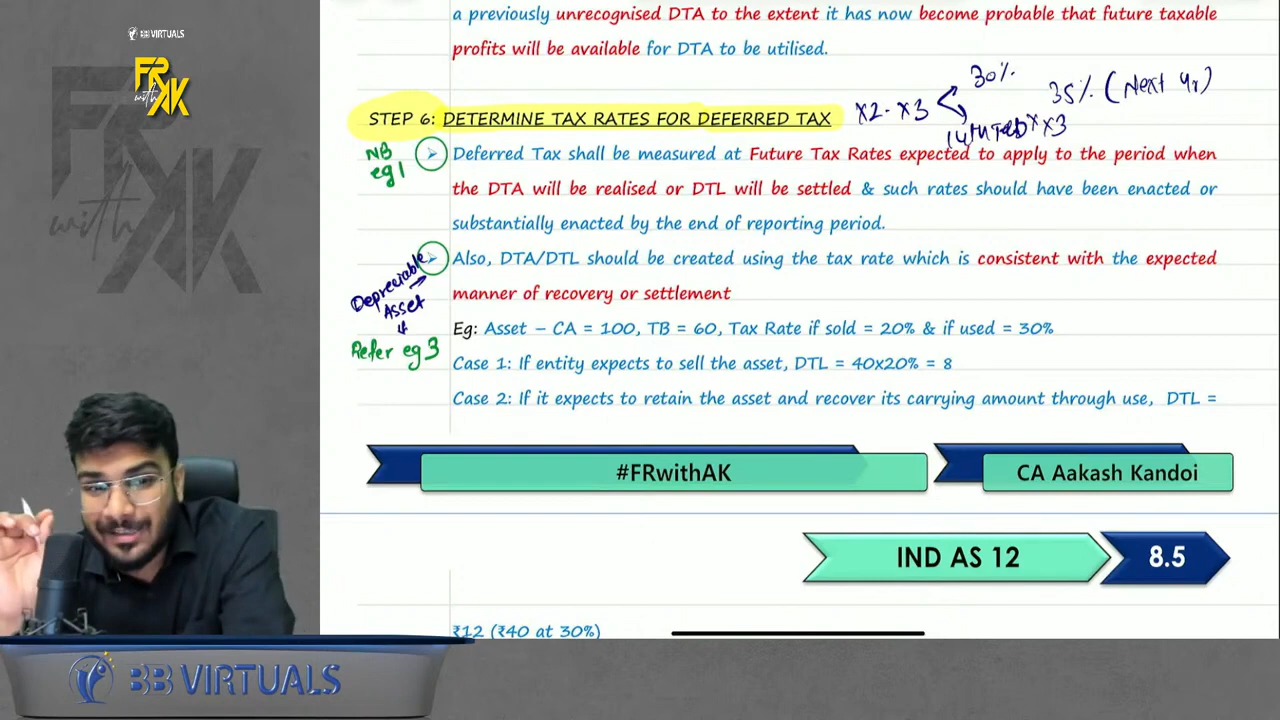 BB VIRTUALS
FR
with
AK
FR
with
AK
a previously unrecognised DTA to the extent it has now become probable that future taxable
profits will be available for DTA to be utilised.
STEP 6: DETERMINE TAX RATES FOR DEFERRED TAX
X2-X3
30%
35% (Next yr)
X3
NB
eg1
➢ Deferred Tax shall be measured at Future Tax Rates expected to apply to the period when
the DTA will be realised or DTL will be settled & such rates should have been enacted or
substantially enacted by the end of reporting period.
Depreciable
Asset
Refer eg 3
➢ Also, DTA/DTL should be created using the tax rate which is consistent with the expected
manner of recovery or settlement
Eg: Asset – CA = 100, TB = 60, Tax Rate if sold = 20% & if used = 30%
Case 1: If entity expects to sell the asset, DTL = 40x20% = 8
Case 2: If it expects to retain the asset and recover its carrying amount through use, DTL =
#FRwithAK
CA Aakash Kandoi
IND AS 12
8.5
₹12 (₹40 at 30%)
BB VIRTUALS